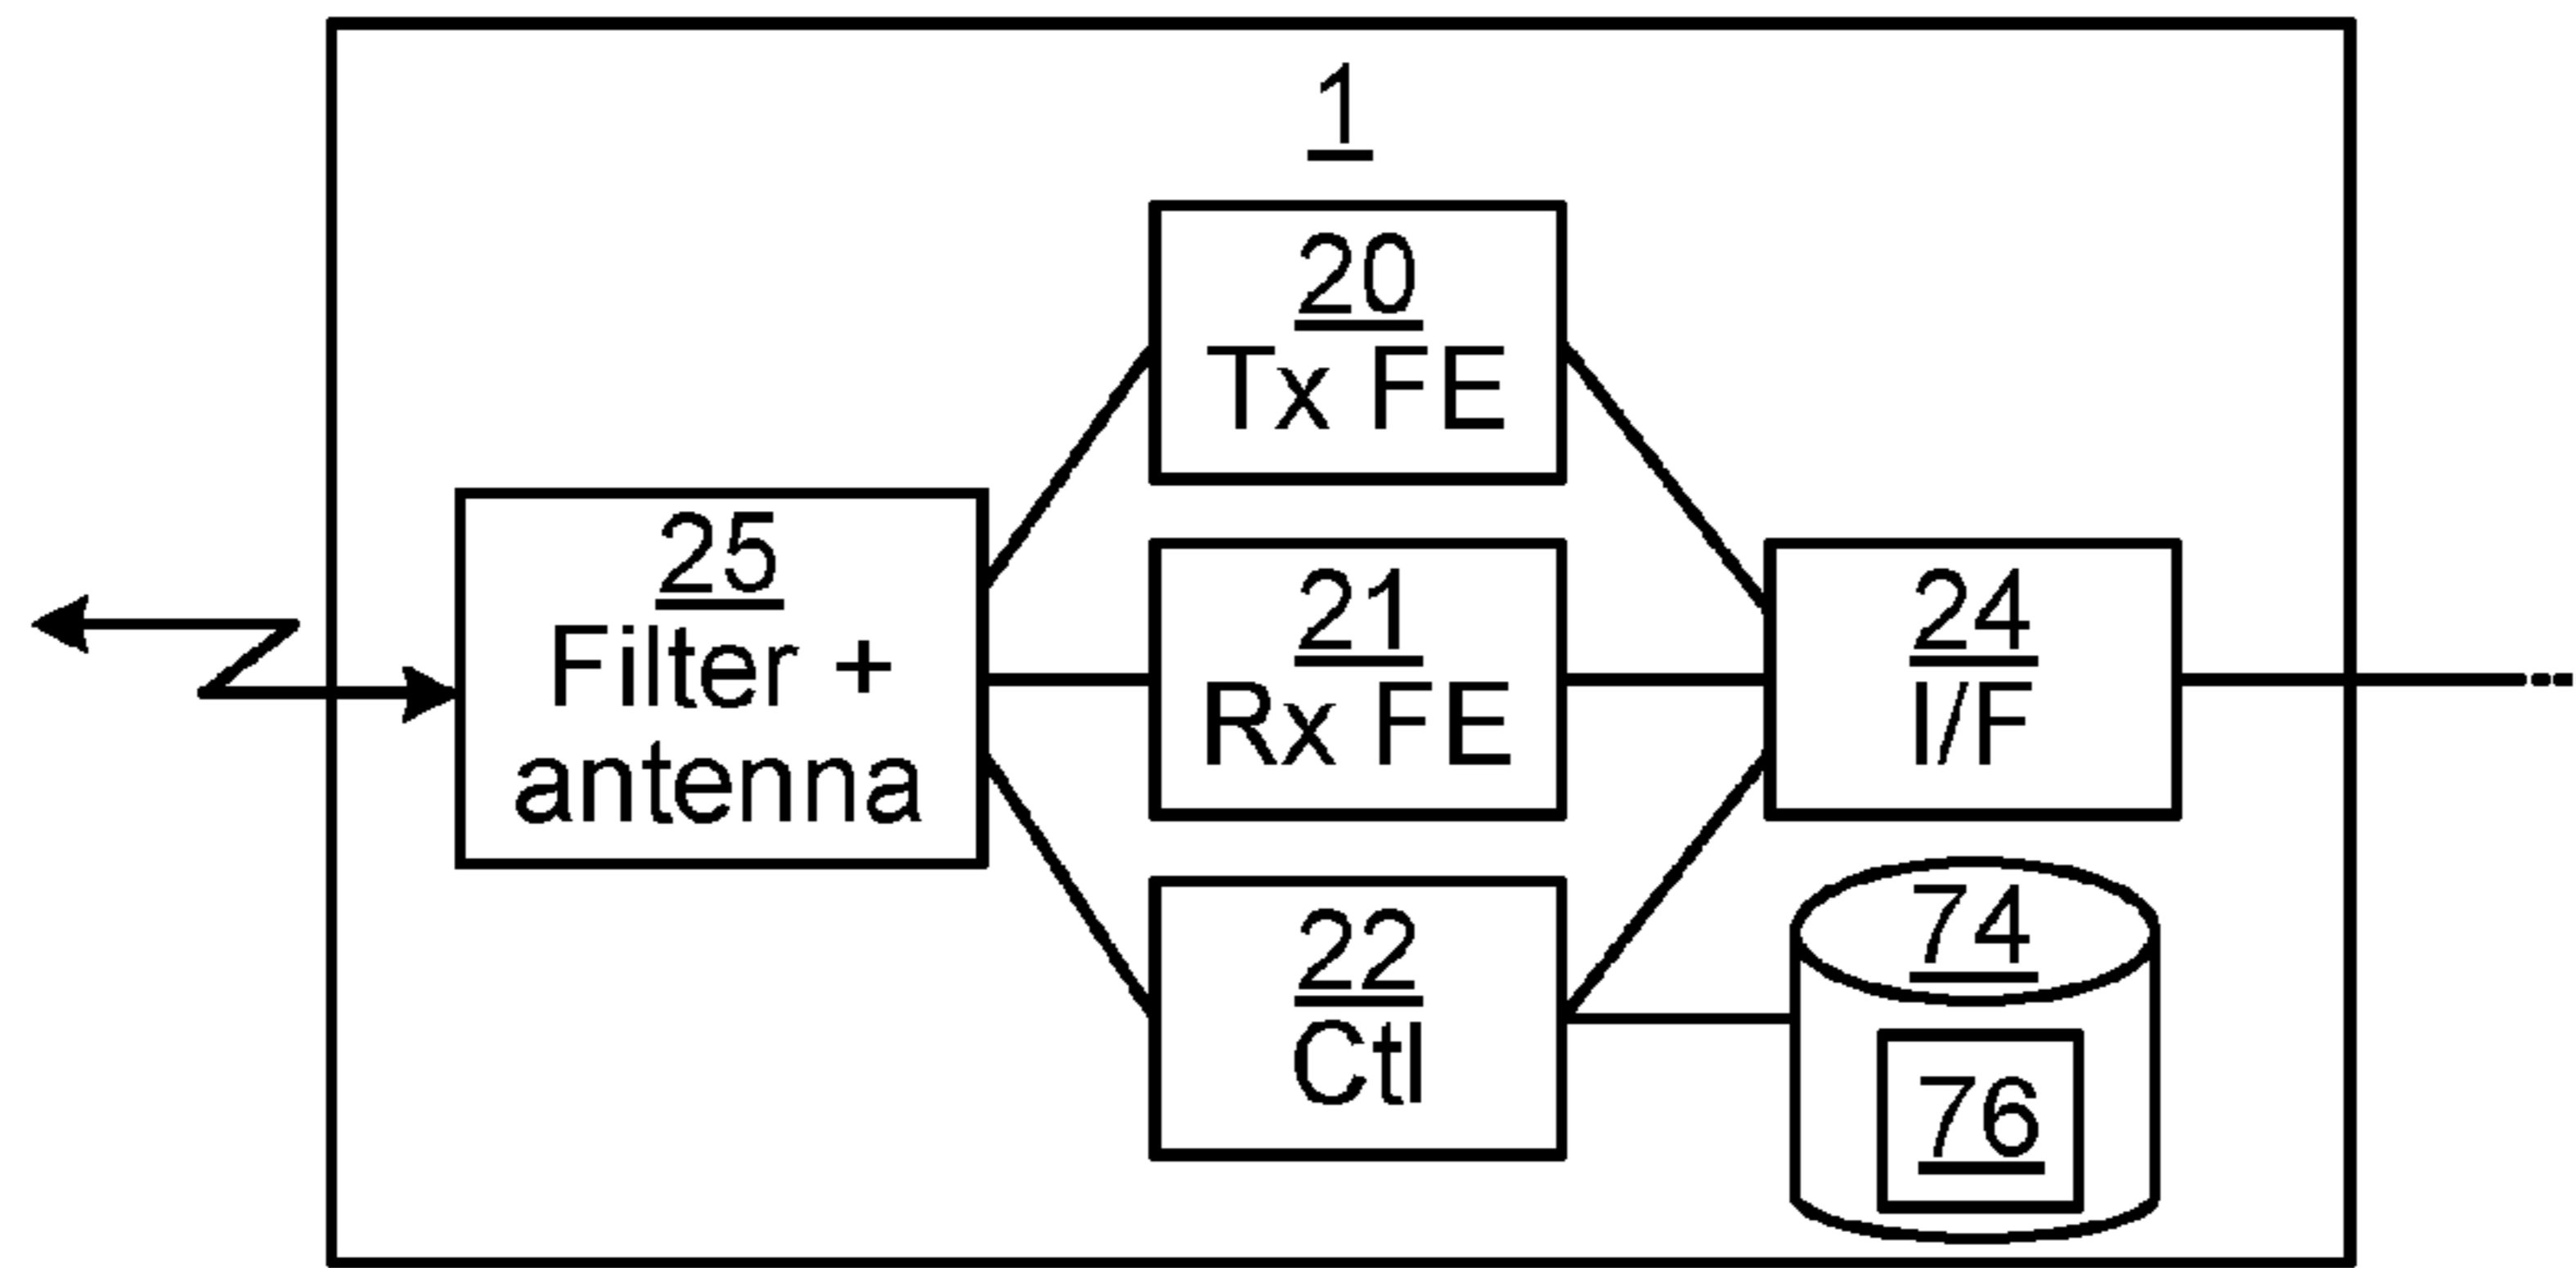 1
20
Tx FE
25
Filter +
antenna
21
Rx FE
24
I/F
22
Ctl
74
76